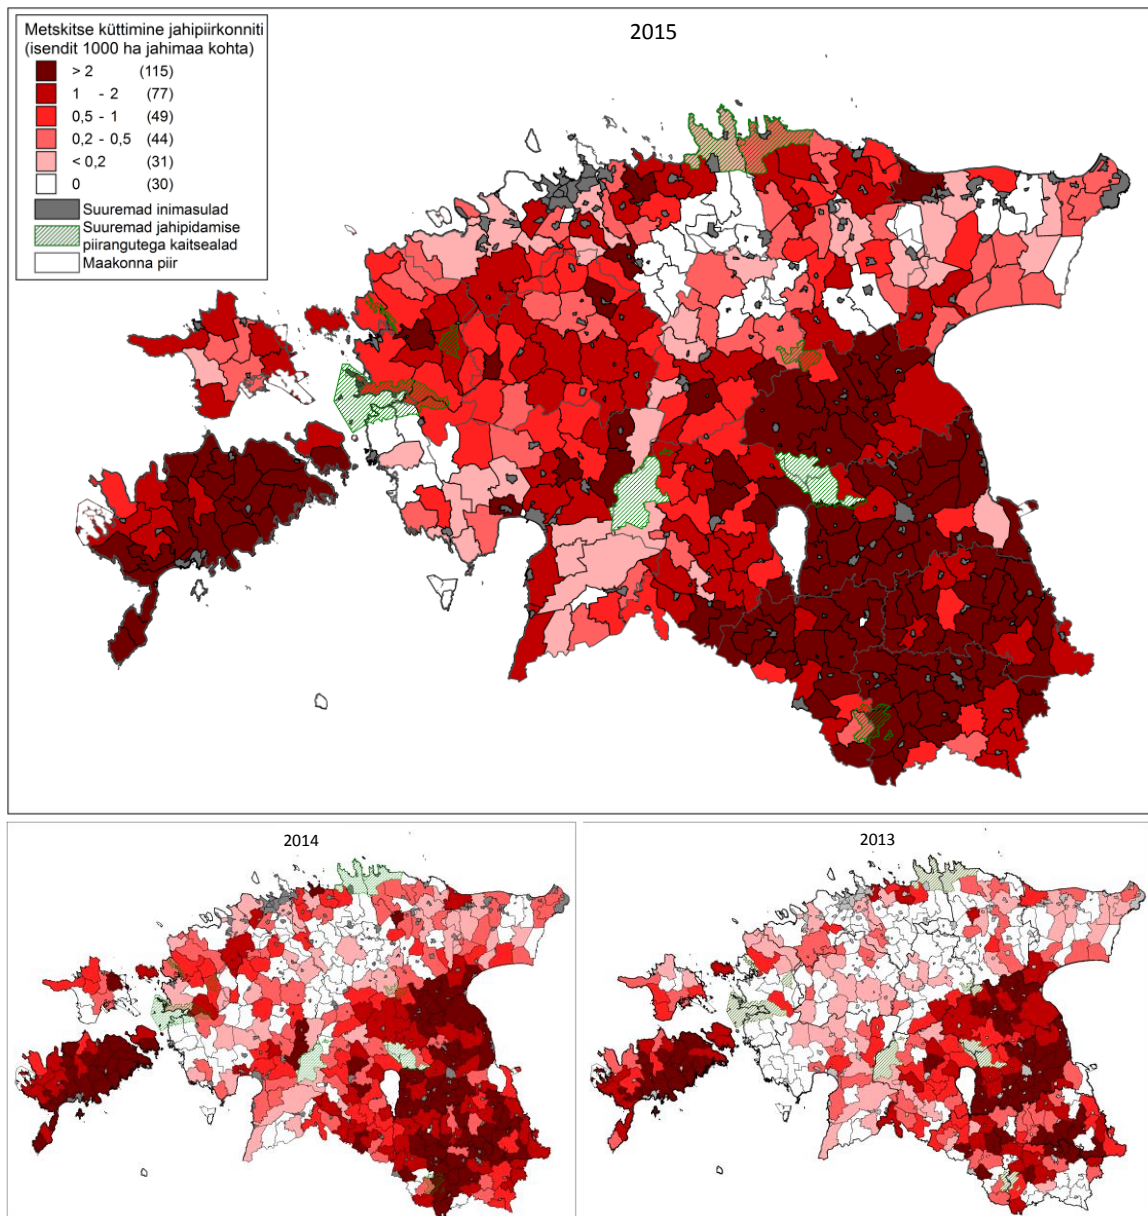 Metskitse küttimine jahipiirkonniti
(isendit 1000 ha jahimaa kohta)
> 2 (115)
1 - 2 (77)
0,5 - 1 (49)
0,2 - 0,5 (44)
< 0,2 (31)
0 (30)
Suuremad inimasulad
Suuremad jahipidamise
piirangutega kaitsealad
Maakonna piir
2015
2014
2013